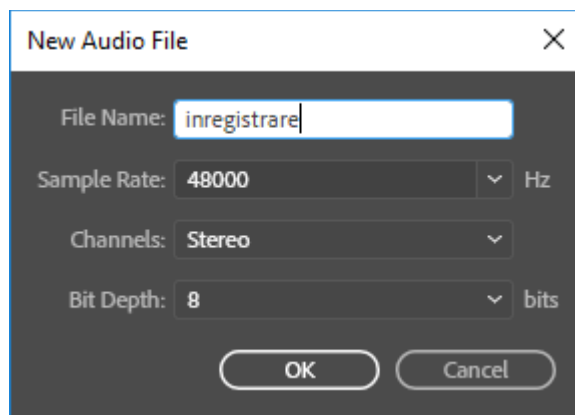 New Audio File
File Name: inregistrare
Sample Rate: 48000 Hz
Channels: Stereo
Bit Depth: 8 bits
OK Cancel